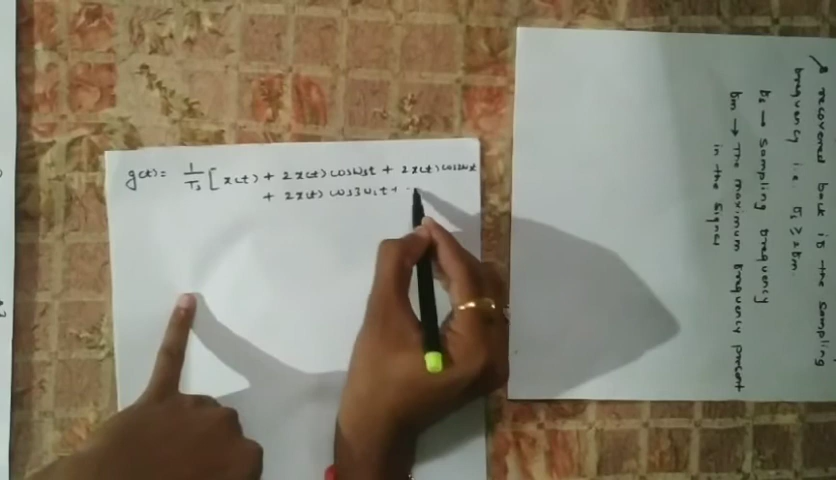 g(t) = 1/Ts [ x(t) + 2x(t) cosωst + 2x(t) cos2ωst
+ 2x(t) cos3ωst + .
recovered back if the sampling
frequency i.e. fs ≥ 2fm.
fs → sampling frequency
fm → The maximum frequency present
in the signal